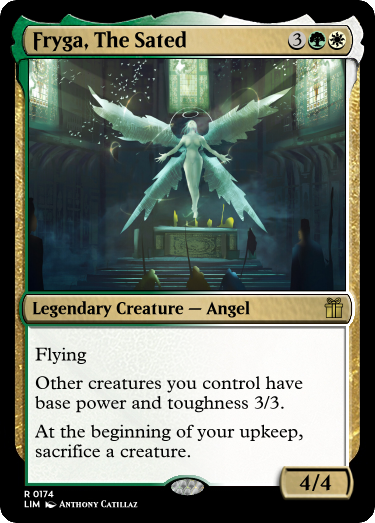 Fryga, The Sated 3
Legendary Creature — Angel
Flying
Other creatures you control have
base power and toughness 3/3.
At the beginning of your upkeep,
sacrifice a creature.
4/4
R 0174
LIM Anthony Catillaz